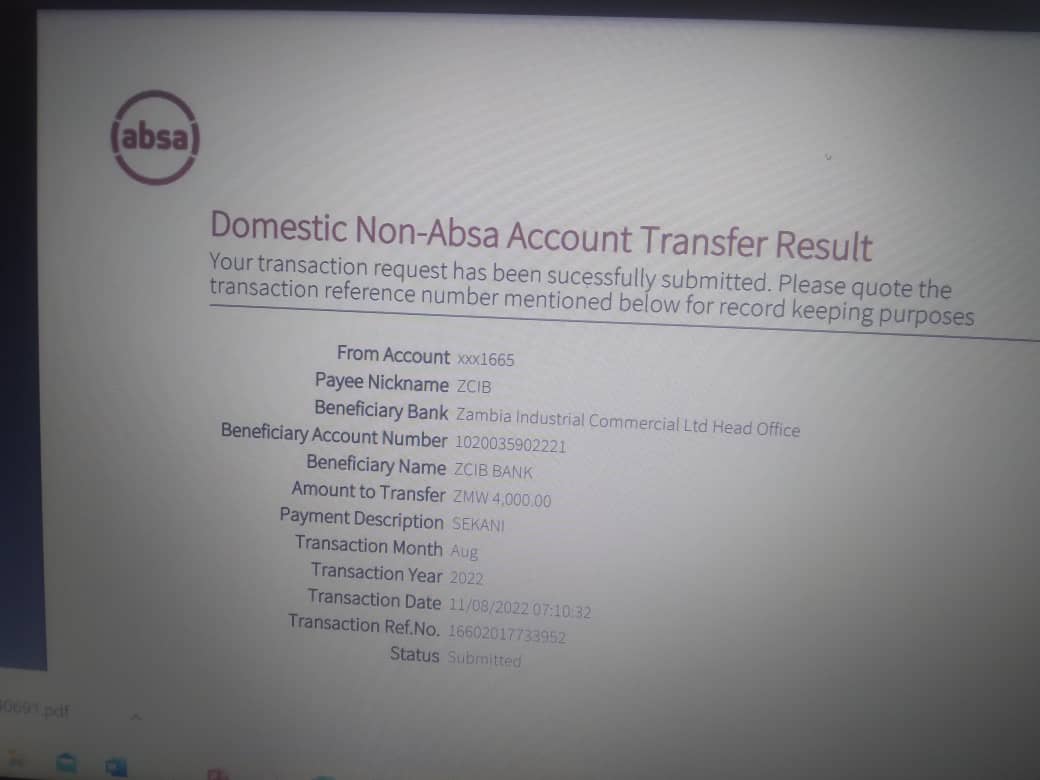 absa
Domestic Non-Absa Account Transfer Result
Your transaction request has been sucessfully submitted. Please quote the
transaction reference number mentioned below for record keeping purposes
From Account xxx1665
Payee Nickname ZCIB
Beneficiary Bank Zambia Industrial Commercial Ltd Head Office
Beneficiary Account Number 1020035902221
Beneficiary Name ZCIB BANK
Amount to Transfer ZMW 4,000.00
Payment Description SEKANI
Transaction Month Aug
Transaction Year 2022
Transaction Date 11/08/2022 07:10:32
Transaction Ref.No. 16602017733952
Status Submitted